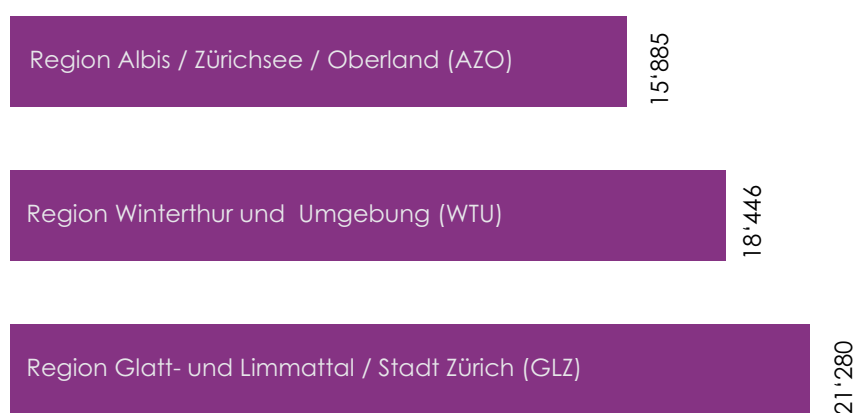 Region Albis / Zürichsee / Oberland (AZO)
15‘885
Region Winterthur und  Umgebung (WTU)
18‘446
Region Glatt- und Limmattal / Stadt Zürich (GLZ)
21‘280